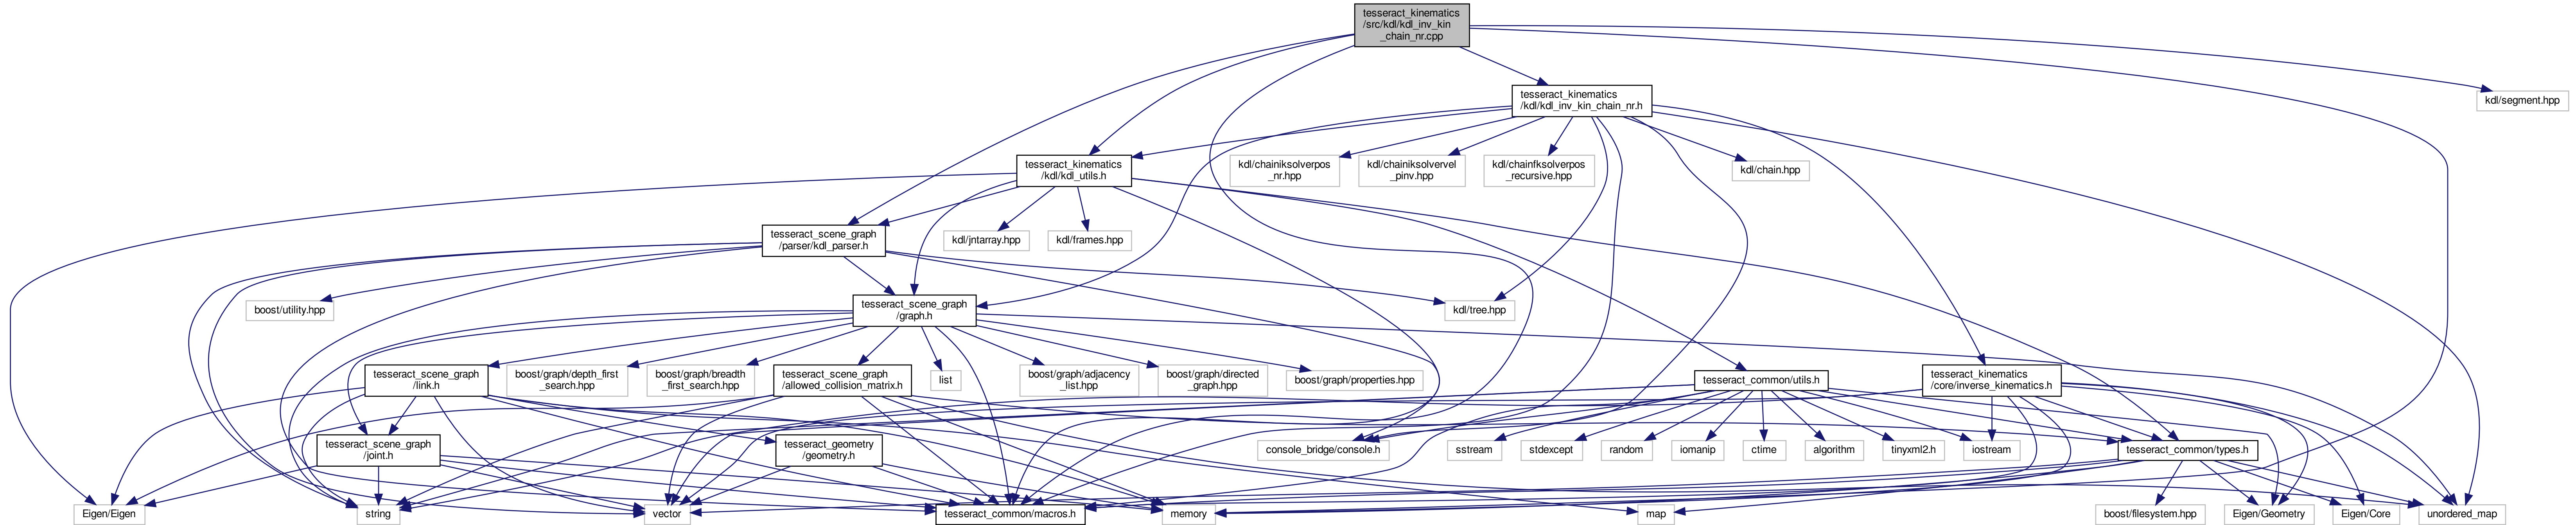 tesseract_kinematics
/src/kdl/kdl_inv_kin
_chain_nr.cpp
tesseract_kinematics
/kdl/kdl_inv_kin_chain_nr.h
kdl/segment.hpp
tesseract_kinematics
/kdl/kdl_utils.h
kdl/chainiksolverpos
_nr.hpp
kdl/chainiksolvervel
_pinv.hpp
kdl/chainfksolverpos
_recursive.hpp
kdl/chain.hpp
tesseract_scene_graph
/parser/kdl_parser.h
kdl/jntarray.hpp
kdl/frames.hpp
boost/utility.hpp
tesseract_scene_graph
/graph.h
kdl/tree.hpp
tesseract_scene_graph
/link.h
boost/graph/depth_first
_search.hpp
boost/graph/breadth
_first_search.hpp
tesseract_scene_graph
/allowed_collision_matrix.h
list
boost/graph/adjacency
_list.hpp
boost/graph/directed
_graph.hpp
boost/graph/properties.hpp
tesseract_common/utils.h
tesseract_kinematics
/core/inverse_kinematics.h
tesseract_scene_graph
/joint.h
tesseract_geometry
/geometry.h
console_bridge/console.h
sstream
stdexcept
random
iomanip
ctime
algorithm
tinyxml2.h
iostream
tesseract_common/types.h
Eigen/Eigen
string
vector
tesseract_common/macros.h
memory
map
boost/filesystem.hpp
Eigen/Geometry
Eigen/Core
unordered_map